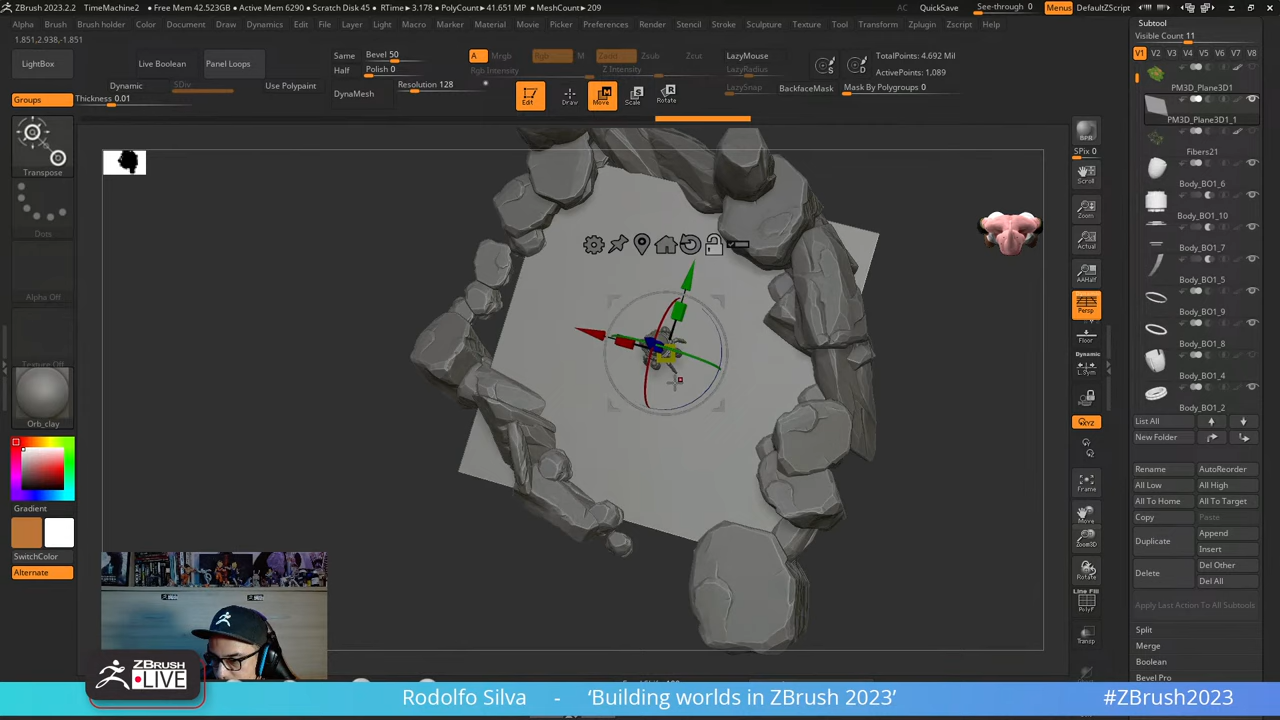 ZBrush 2023.2.2 TimeMachine2 • Free Mem 42.523GB • Active Mem 6290 • Scratch Disk 45 • RTime▶3.178 • PolyCount▶41.651 MP • MeshCount▶209 AC QuickSave See-through 0 Menus DefaultZScript
Alpha Brush Brush holder Color Document Draw Dynamics Edit File Layer Light Macro Marker Material Movie Picker Preferences Render Stencil Stroke Sculpture Texture Tool Transform Zplugin Zscript Help
1.851,2.938,-1.851
LightBox
Live Boolean
Panel Loops
Same
Bevel 50
Half
Polish 0
A
Mrgb
Rgb
M
Zadd
Zsub
Zcut
Rgb Intensity
Z Intensity
LazyMouse
LazyRadius
TotalPoints: 4.692 Mil
ActivePoints: 1,089
Dynamic
SDiv
Use Polypaint
Resolution 128
DynaMesh
Edit
Draw
Move
Scale
Rotate
LazySnap
BackfaceMask
Mask By Polygroups 0
Groups
Thickness 0.01
Transpose
Dots
Alpha Off
Texture Off
Orb_clay
Gradient
SwitchColor
Alternate
BPR
SPix 0
Scroll
Zoom
Actual
AAHalf
Persp
Floor
Dynamic
L.Sym
XYZ
Frame
Move
Zoom3D
Rotate
Line Fill
PolyF
Transp
Subtool
Visible Count 11
V1 V2 V3 V4 V5 V6 V7 V8
PM3D_Plane3D1
PM3D_Plane3D1_1
Fibers21
Body_BO1_6
Body_BO1_10
Body_BO1_7
Body_BO1_5
Body_BO1_9
Body_BO1_8
Body_BO1_4
Body_BO1_2
List All
New Folder
Rename AutoReorder
All Low All High
All To Home All To Target
Copy Paste
Duplicate
Append
Insert
Delete
Del Other
Del All
Apply Last Action To All Subtools
Split
Merge
Boolean
Bevel Pro
ZBRUSH
LIVE
Rodolfo Silva - ‘Building worlds in ZBrush 2023’ #ZBrush2023